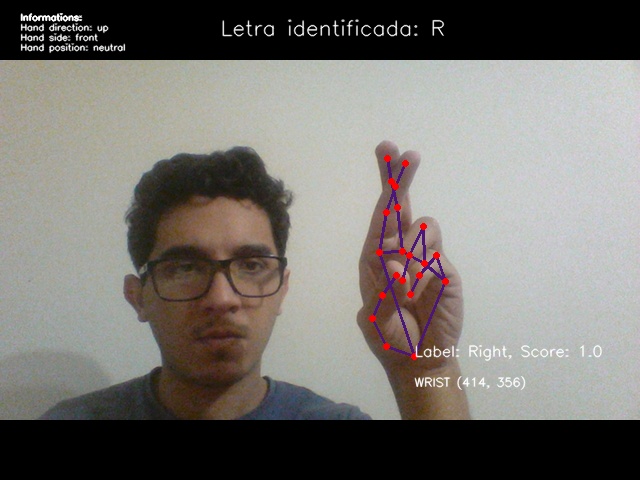 Informations:
Hand direction: up
Hand side: front
Hand position: neutral
Letra identificada: R
Label: Right, Score: 1.0
WRIST (414, 356)